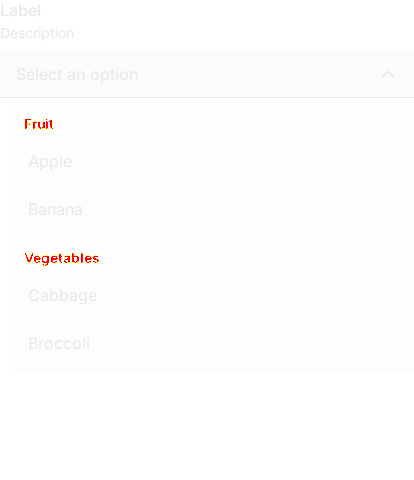 Label
Description
Select an option
Fruit
Apple
Banana
Vegetables
Cabbage
Broccoli